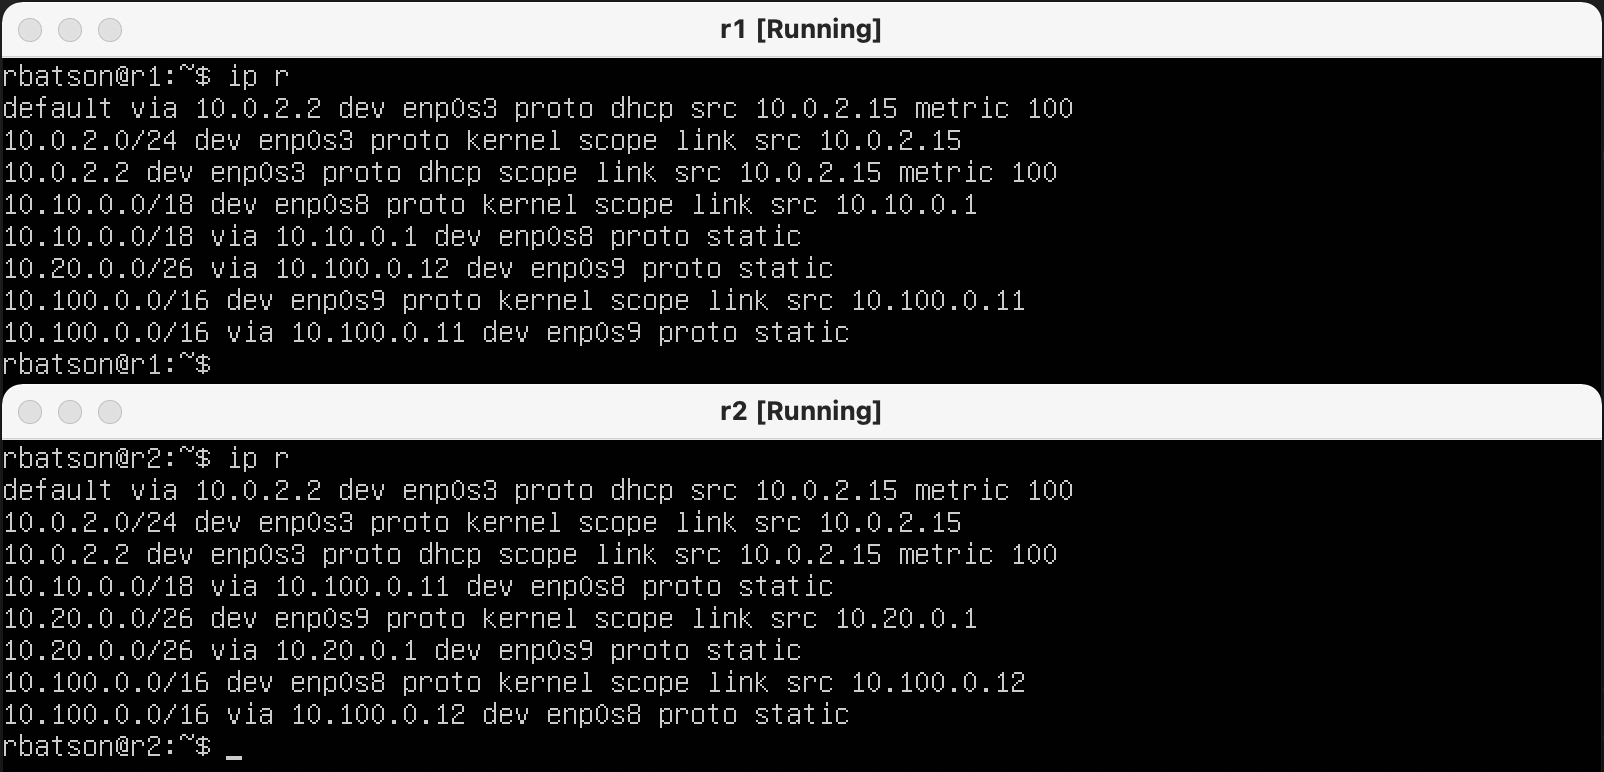 r1 [Running]
rbatson@r1:~$ ip r
default via 10.0.2.2 dev enp0s3 proto dhcp src 10.0.2.15 metric 100
10.0.2.0/24 dev enp0s3 proto kernel scope link src 10.0.2.15
10.0.2.2 dev enp0s3 proto dhcp scope link src 10.0.2.15 metric 100
10.10.0.0/18 dev enp0s8 proto kernel scope link src 10.10.0.1
10.10.0.0/18 via 10.10.0.1 dev enp0s8 proto static
10.20.0.0/26 via 10.100.0.12 dev enp0s9 proto static
10.100.0.0/16 dev enp0s9 proto kernel scope link src 10.100.0.11
10.100.0.0/16 via 10.100.0.11 dev enp0s9 proto static
rbatson@r1:~$
r2 [Running]
rbatson@r2:~$ ip r
default via 10.0.2.2 dev enp0s3 proto dhcp src 10.0.2.15 metric 100
10.0.2.0/24 dev enp0s3 proto kernel scope link src 10.0.2.15
10.0.2.2 dev enp0s3 proto dhcp scope link src 10.0.2.15 metric 100
10.10.0.0/18 via 10.100.0.11 dev enp0s8 proto static
10.20.0.0/26 dev enp0s9 proto kernel scope link src 10.20.0.1
10.20.0.0/26 via 10.20.0.1 dev enp0s9 proto static
10.100.0.0/16 dev enp0s8 proto kernel scope link src 10.100.0.12
10.100.0.0/16 via 10.100.0.12 dev enp0s8 proto static
rbatson@r2:~$ _